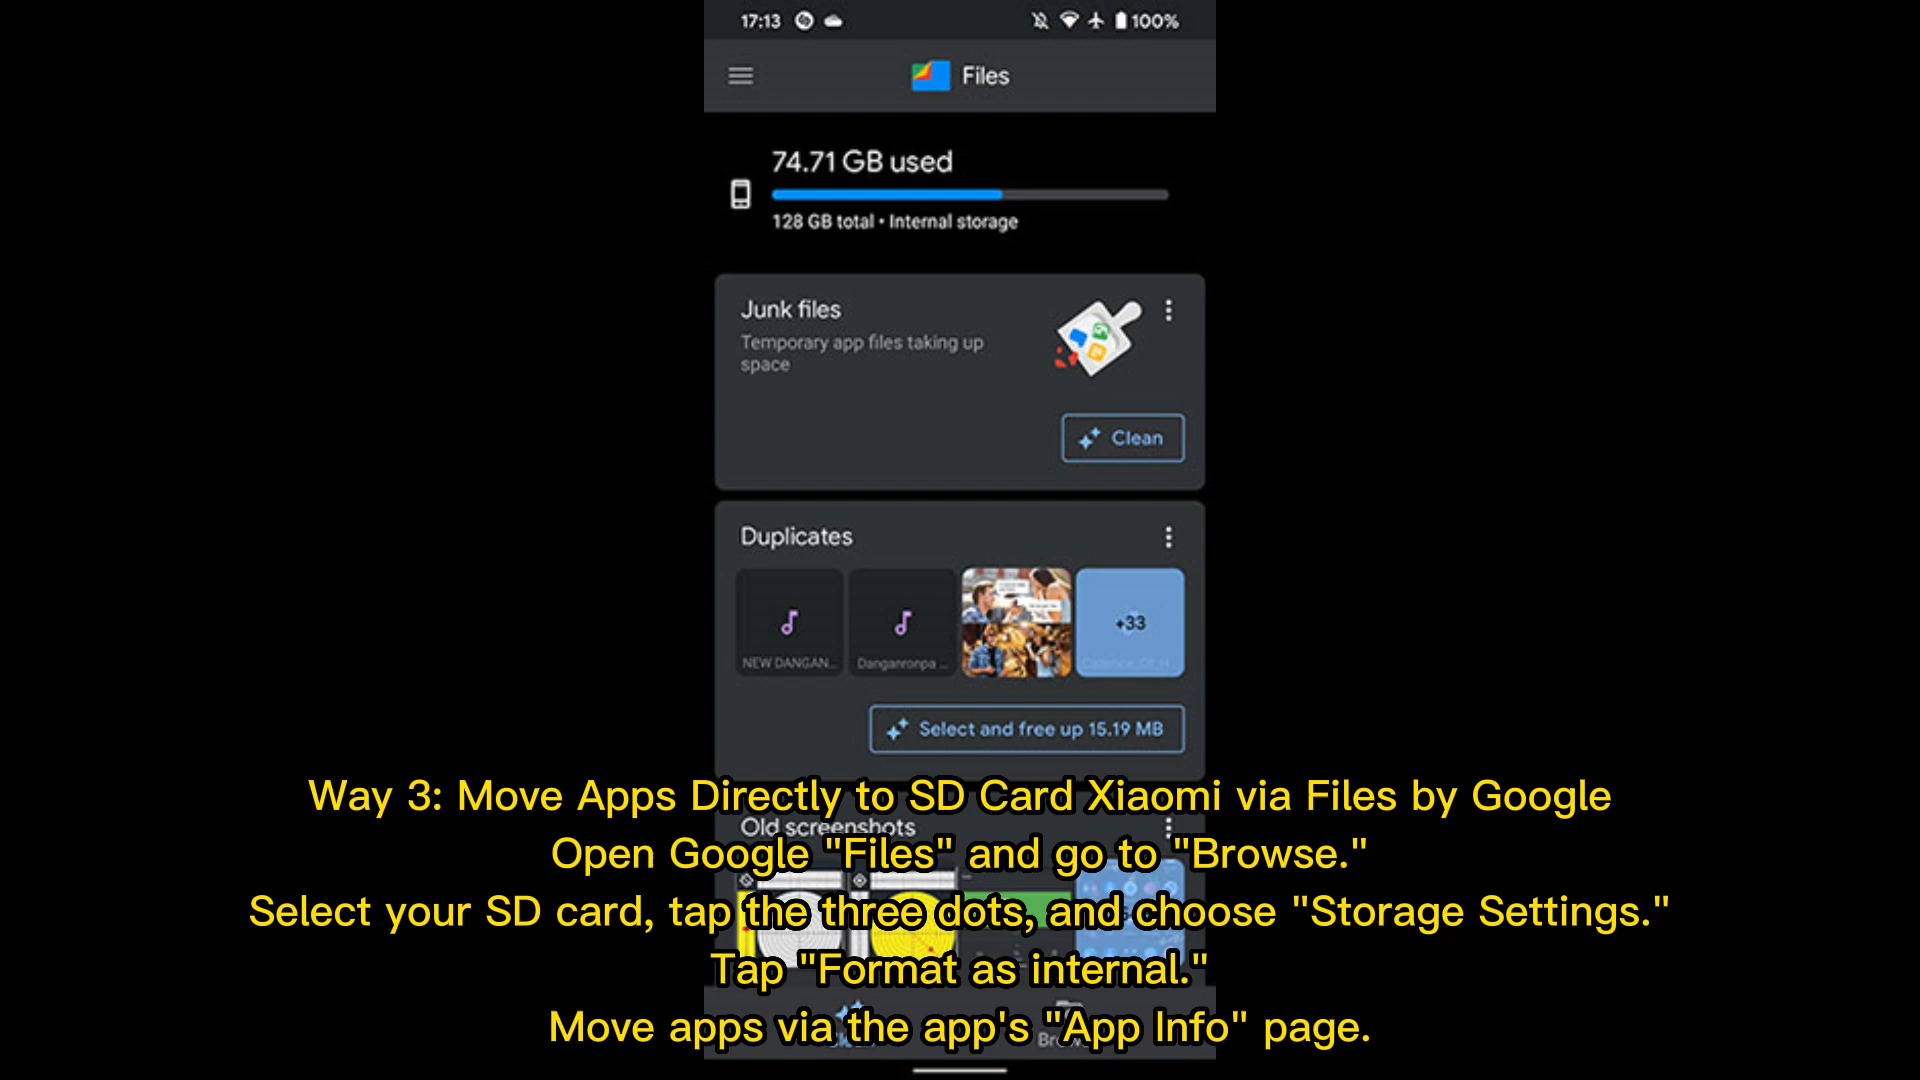 17:13 100%
Files
74.71 GB used
128 GB total • Internal storage
Junk files
Temporary app files taking up
space
Clean
Duplicates
+33
NEW DANGAN...
Danganronpa ...
Select and free up 15.19 MB
Way 3: Move Apps Directly to SD Card Xiaomi via Files by Google
Old screenshots
Open Google "Files" and go to "Browse."
Select your SD card, tap the three dots, and choose "Storage Settings."
Tap "Format as internal."
Move apps via the app's "App Info" page.